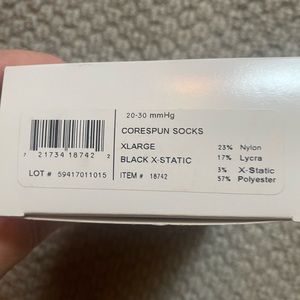 20-30 mmHg
CORESPUN SOCKS
XLARGE
BLACK X-STATIC
23% Nylon
17% Lycra
3% X-Static
57% Polyester
7 21734 18742 2
LOT # 59417011015
ITEM # 18742